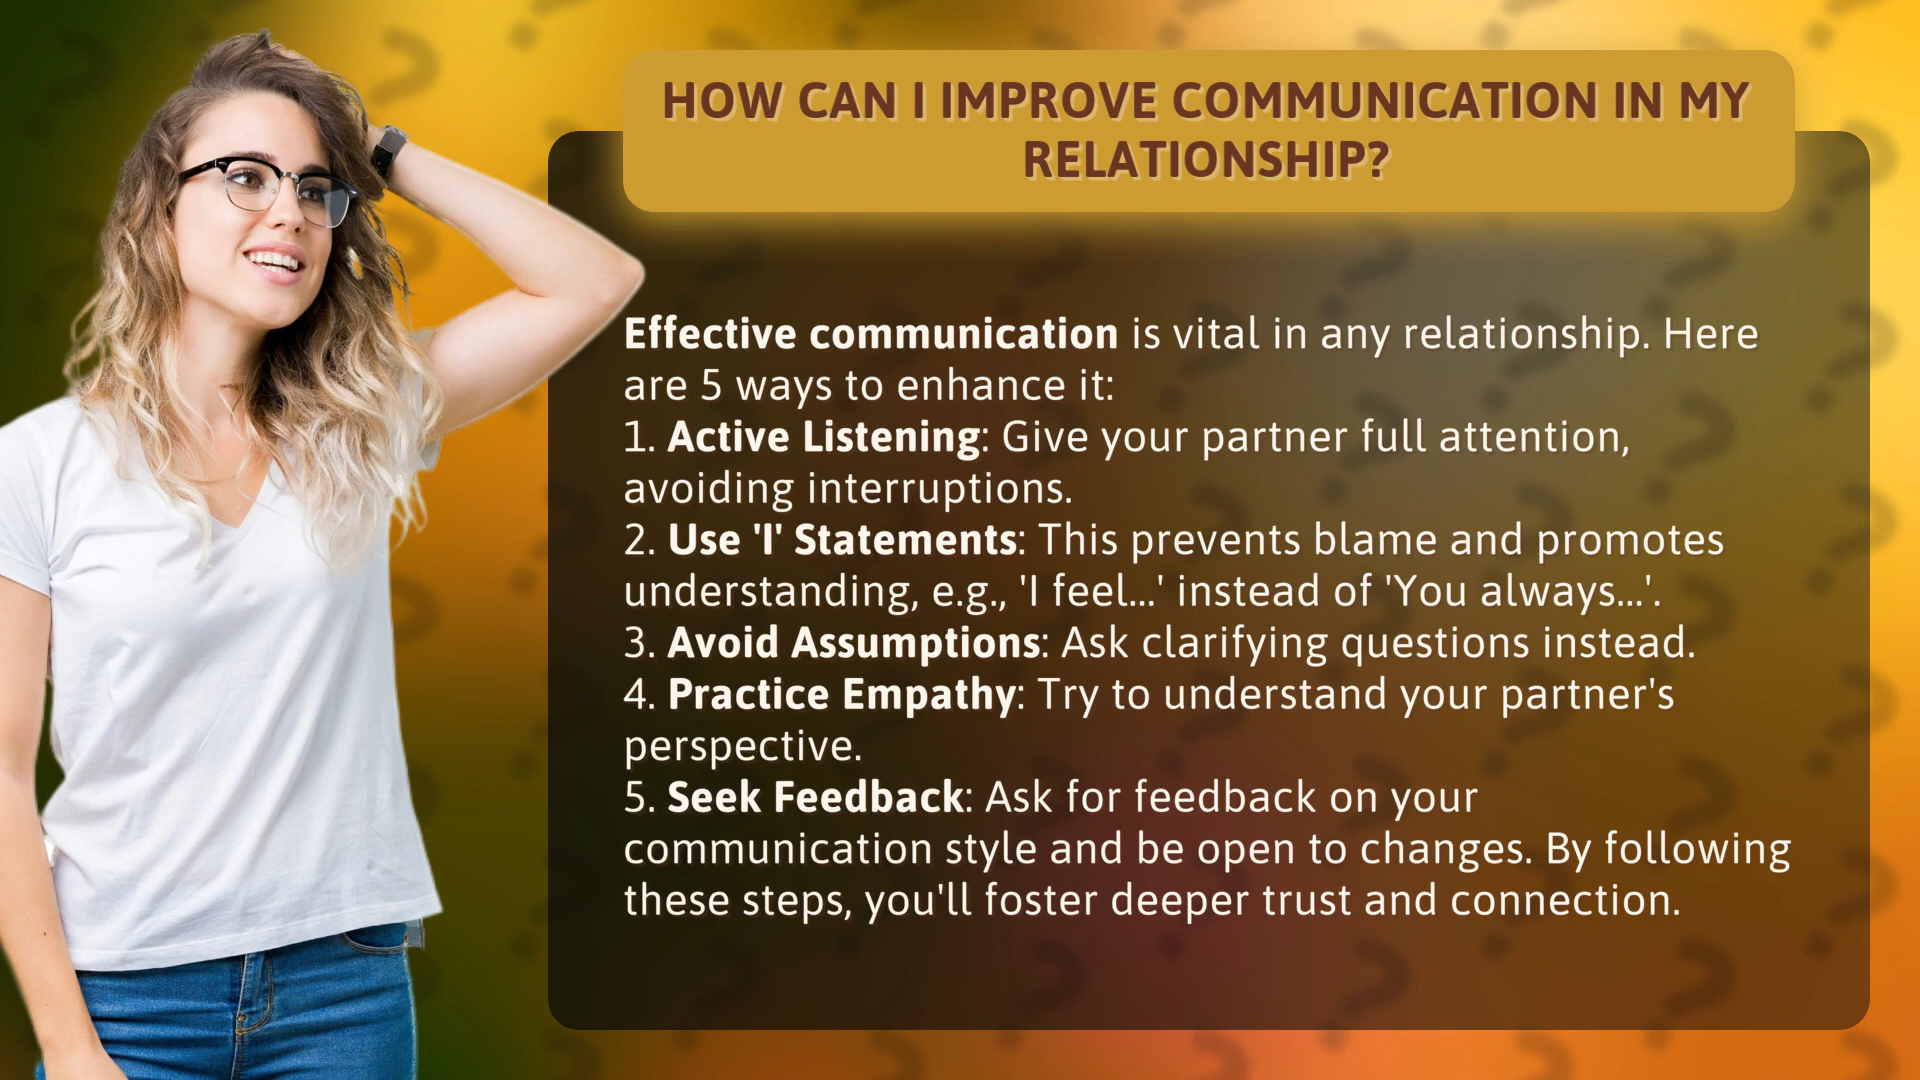 HOW CAN I IMPROVE COMMUNICATION IN MY
RELATIONSHIP?
Effective communication is vital in any relationship. Here
are 5 ways to enhance it:
1. Active Listening: Give your partner full attention,
avoiding interruptions.
2. Use 'I' Statements: This prevents blame and promotes
understanding, e.g., 'I feel...' instead of 'You always...'.
3. Avoid Assumptions: Ask clarifying questions instead.
4. Practice Empathy: Try to understand your partner's
perspective.
5. Seek Feedback: Ask for feedback on your
communication style and be open to changes. By following
these steps, you'll foster deeper trust and connection.